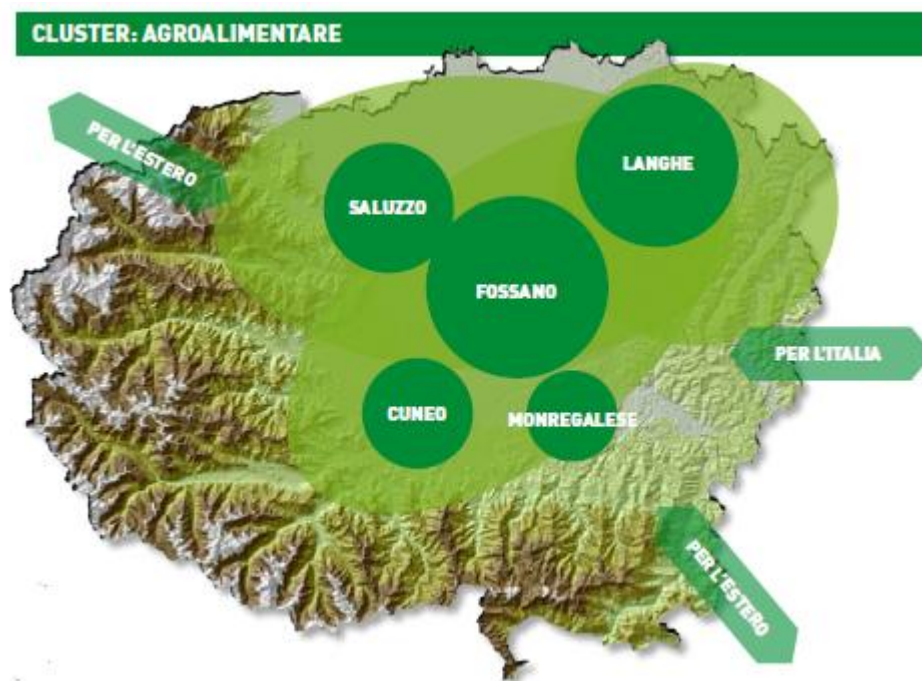 CLUSTER: AGROALIMENTARE
PER L'ESTERO
LANGHE
SALUZZO
FOSSANO
PER L'ITALIA
CUNEO
MONREGALESE
PER L'ESTERO